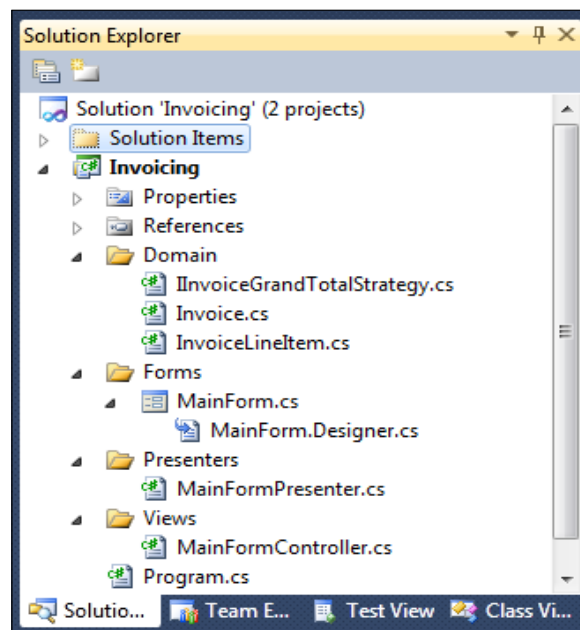 Solution Explorer
Solution 'Invoicing' (2 projects)
Solution Items
Invoicing
Properties
References
Domain
IInvoiceGrandTotalStrategy.cs
Invoice.cs
InvoiceLineItem.cs
Forms
MainForm.cs
MainForm.Designer.cs
Presenters
MainFormPresenter.cs
Views
MainFormController.cs
Program.cs
Solutio... Team E... Test View Class Vi...